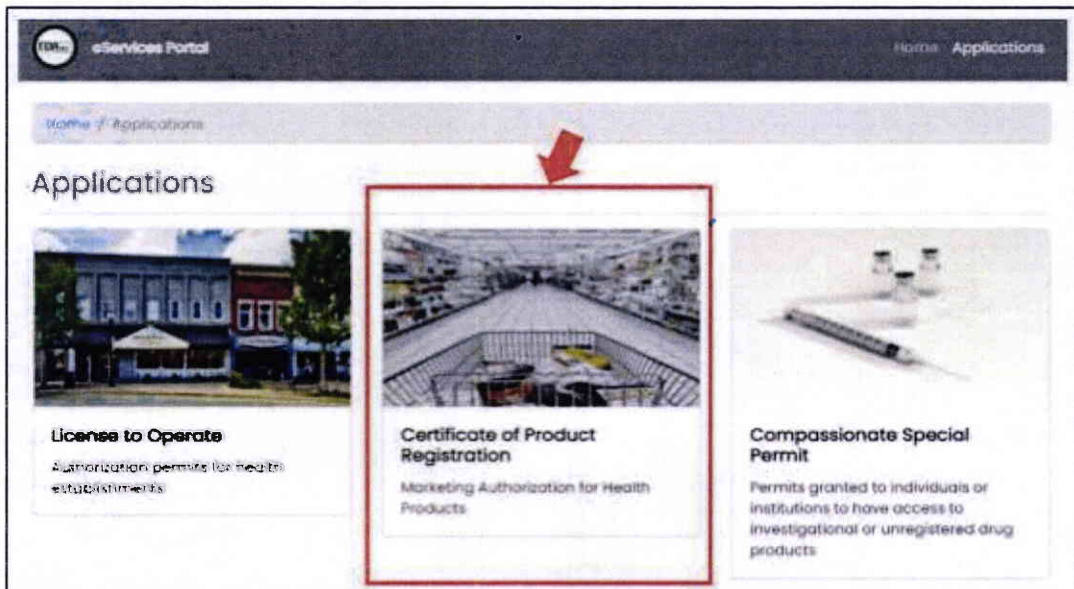 eServices Portal
Home Applications
Home / Applications
Applications
License to Operate
Authorization permits for health
establishments
Certificate of Product
Registration
Marketing Authorization for Health
Products
Compassionate Special
Permit
Permits granted to individuals or
institutions to have access to
investigational or unregistered drug
products